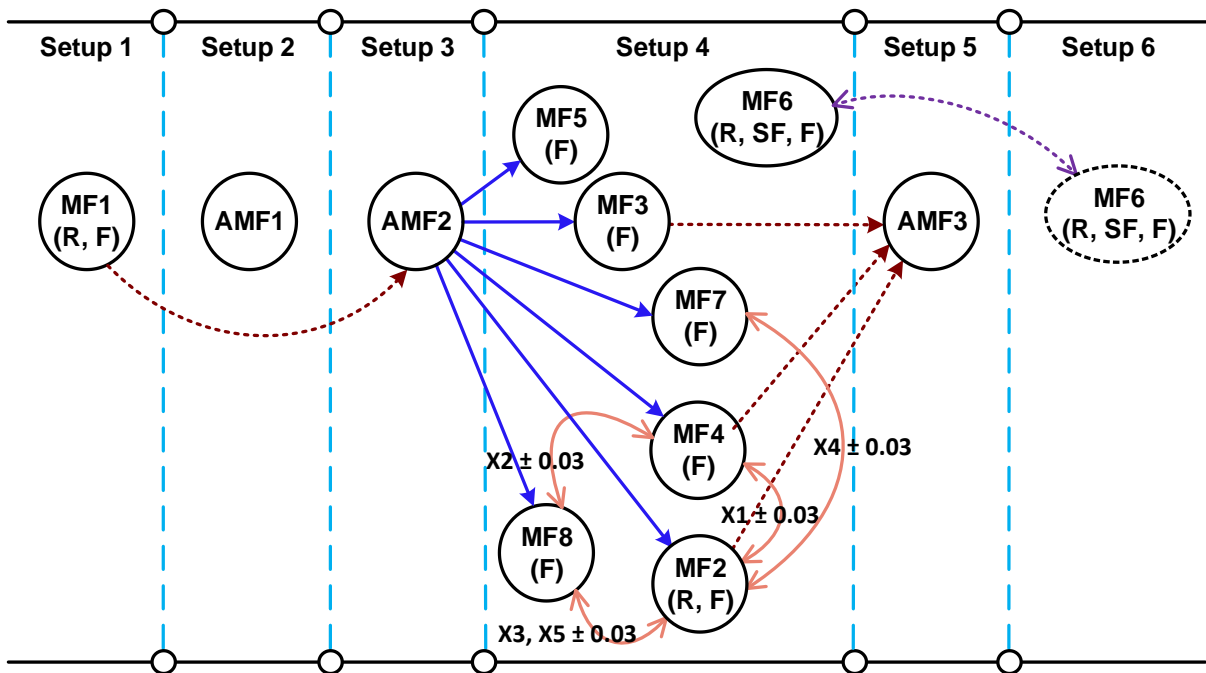 Setup 1
Setup 2
Setup 3
Setup 4
Setup 5
Setup 6
MF1
(R, F)
AMF1
AMF2
MF5
(F)
MF6
(R, SF, F)
MF3
(F)
AMF3
MF6
(R, SF, F)
MF7
(F)
MF4
(F)
X4 ± 0.03
X2 ± 0.03
X1 ± 0.03
MF8
(F)
MF2
(R, F)
X3, X5 ± 0.03